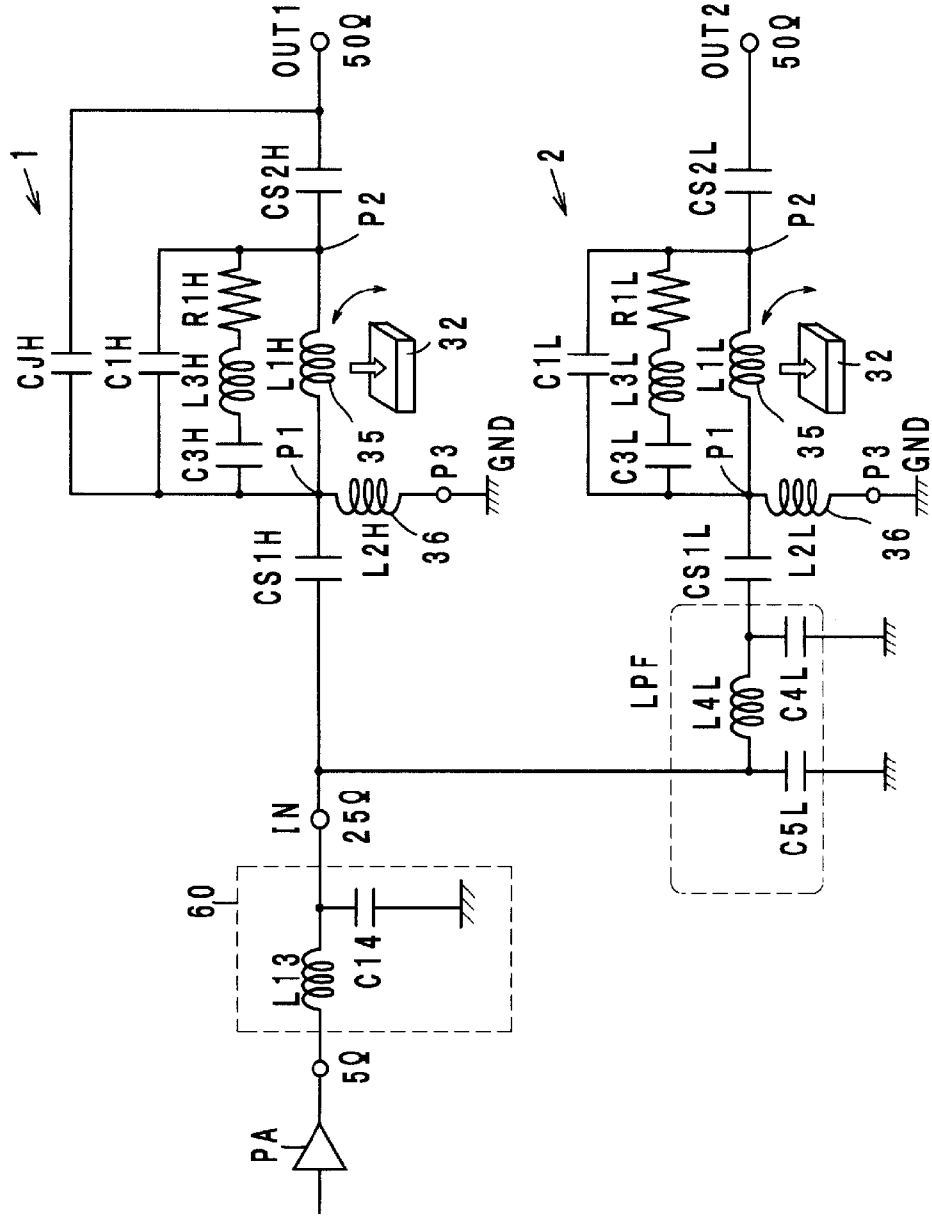 1
OUT1
50Ω
CJH
C1H
CS2H
P2
R1H
L3H
C3H
L1H
32
P1
35
P3
GND
CS1H
L2H
36
2
OUT2
50Ω
CS2L
P2
C1L
R1L
L3L
C3L
L1L
32
P1
35
P3
GND
CS1L
L2L
36
LPF
L4L
C4L
C5L
IN
25Ω
60
L13
C14
5Ω
PA